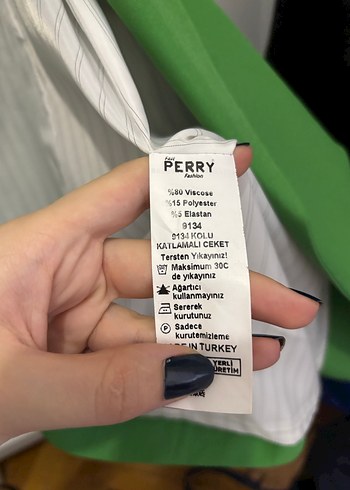 PERRY
Fashion
%80 Viscose
%15 Polyester
%5 Elastan
9134
9134 KOLU
KATLAMALI CEKET
Tersten Yıkayınız!
Maksimum 30C
de yıkayınız
Ağartıcı
kullanmayınız
Sererek
kurutunuz
P
Sadece
kurutemizleme
IN TURKEY
YERLİ
ÜRETİM